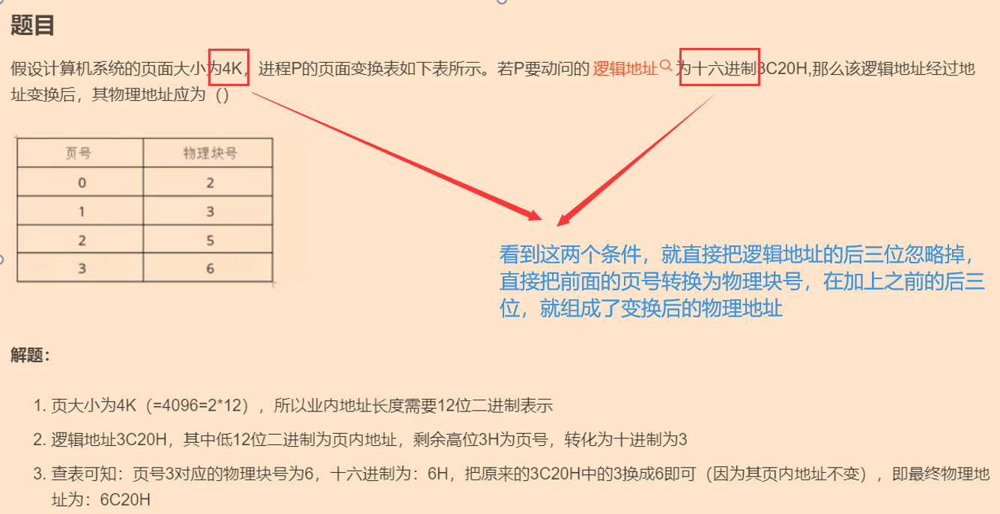 题目
假设计算机系统的页面大小为4K，进程P的页面变换表如下表所示。若P要动问的 逻辑地址 为十六进制3C20H,那么该逻辑地址经过地
址变换后，其物理地址应为（）
页号 物理块号
0 2
1 3
2 5
3 6
看到这两个条件，就直接把逻辑地址的后三位忽略掉，
直接把前面的页号转换为物理块号，在加上之前的后三
位，就组成了变换后的物理地址
解题：
1. 页大小为4K（=4096=2*12），所以业内地址长度需要12位二进制表示
2. 逻辑地址3C20H，其中低12位二进制为页内地址，剩余高位3H为页号，转化为十进制为3
3. 查表可知：页号3对应的物理块号为6，十六进制为：6H，把原来的3C20H中的3换成6即可（因为其页内地址不变），即最终物理地
址为：6C20H